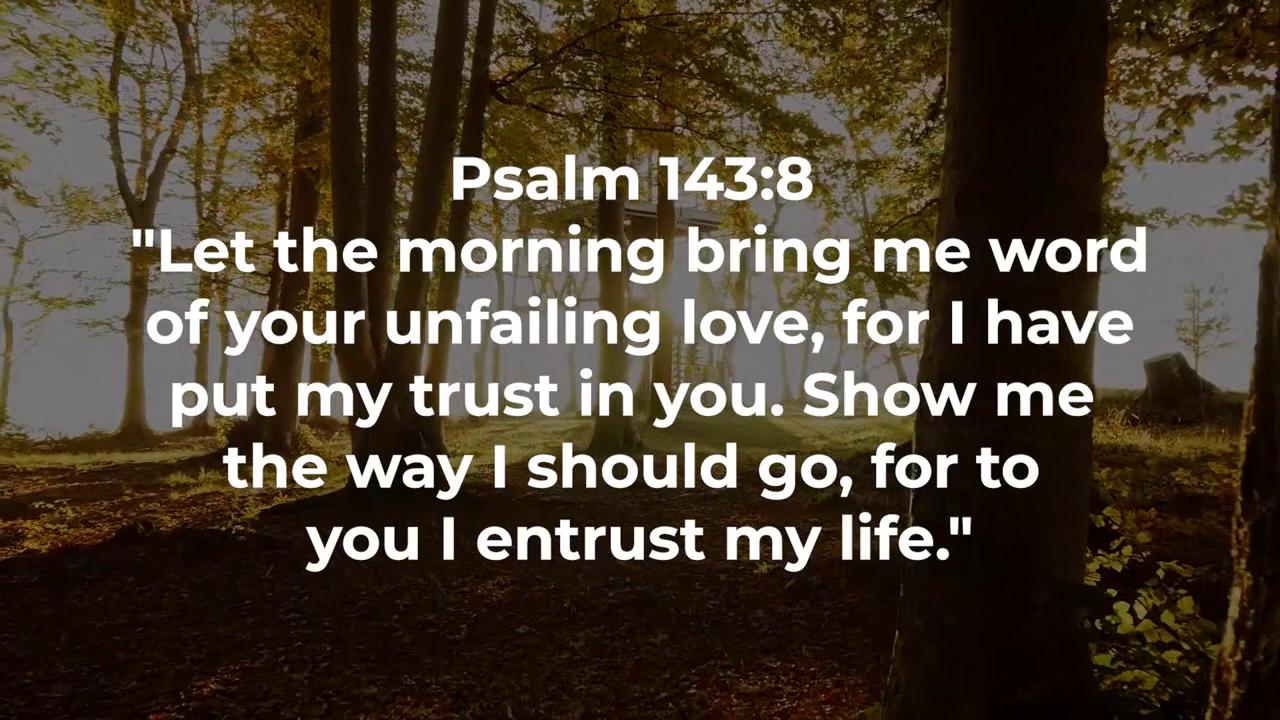 Psalm 143:8
"Let the morning bring me word
of your unfailing love, for I have
put my trust in you. Show me
the way I should go, for to
you I entrust my life."